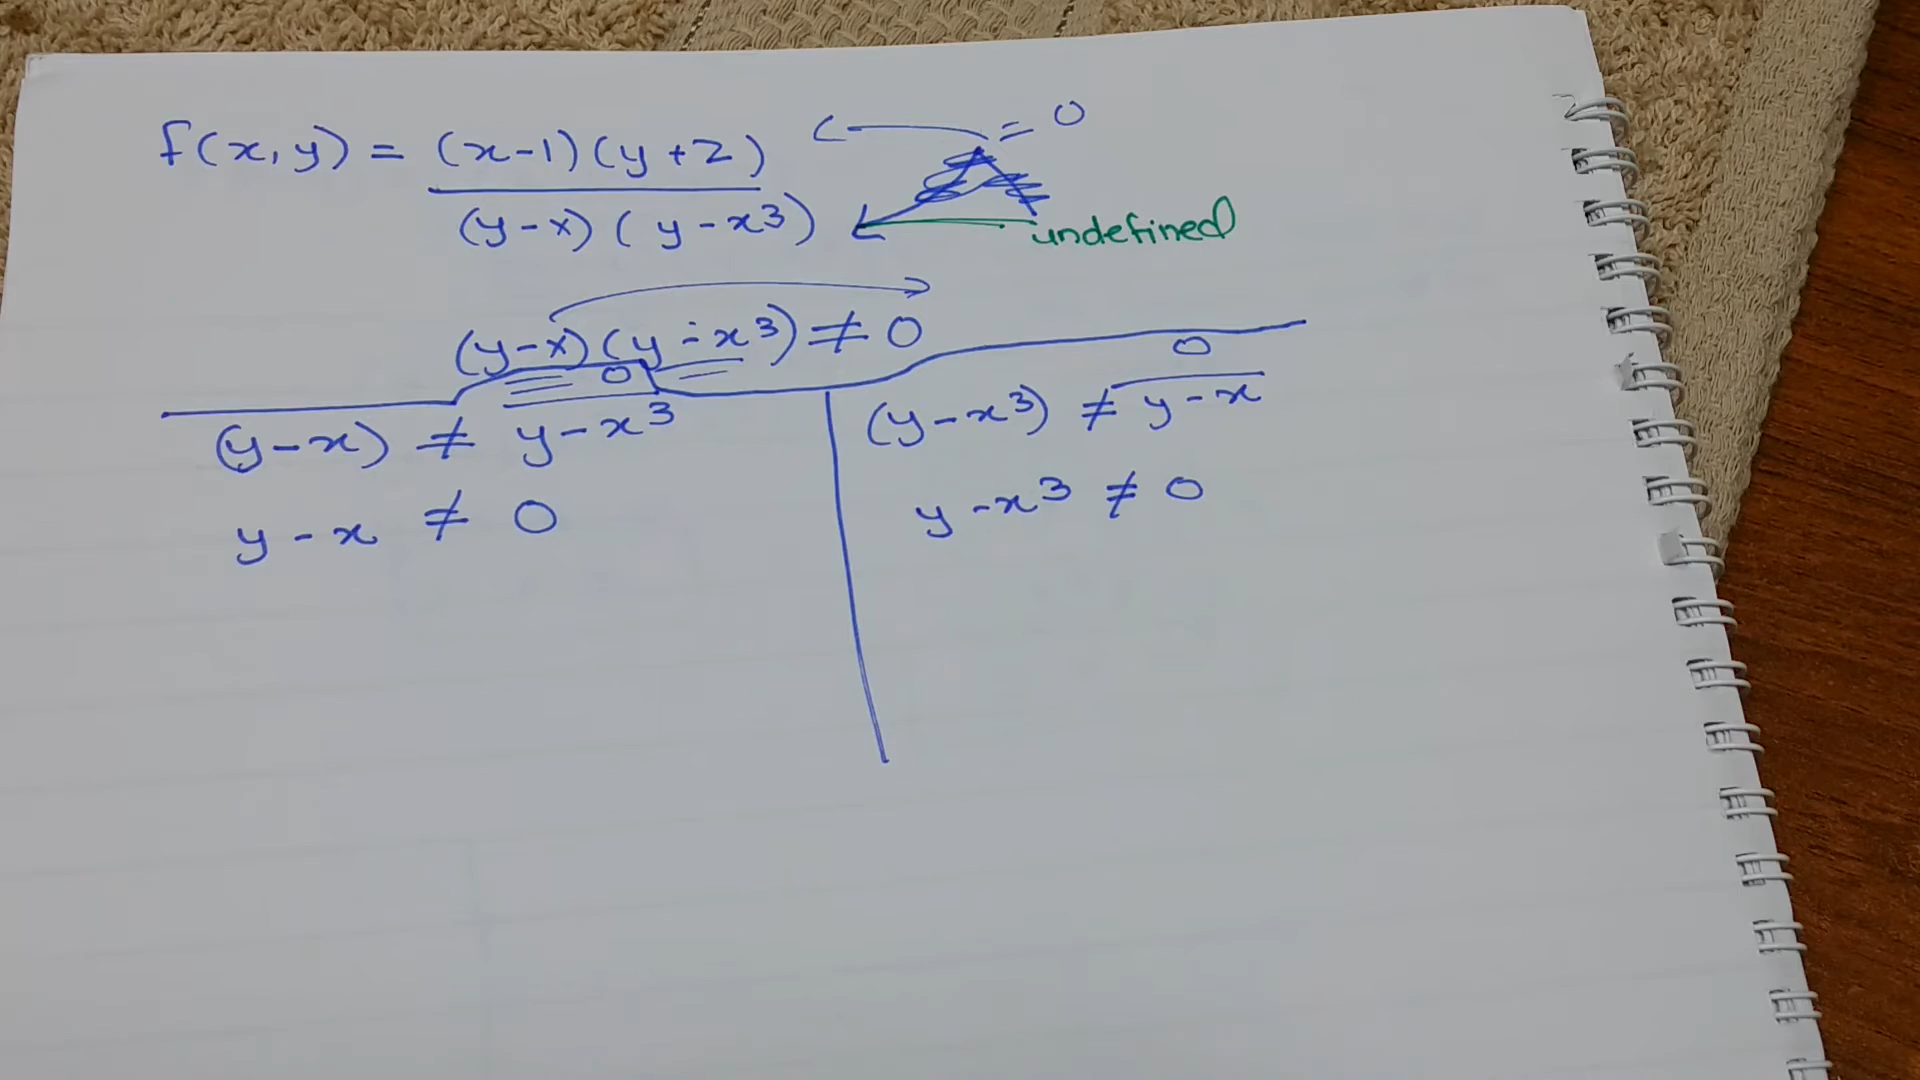 f(x,y) = (x-1)(y+2) = 0
(y-x)(y-x³) undefined
(y-x)(y-x³) ≠ 0
(y-x) ≠ 0/(y-x³)
(y-x³) ≠ 0/(y-x)
y-x ≠ 0
y-x³ ≠ 0